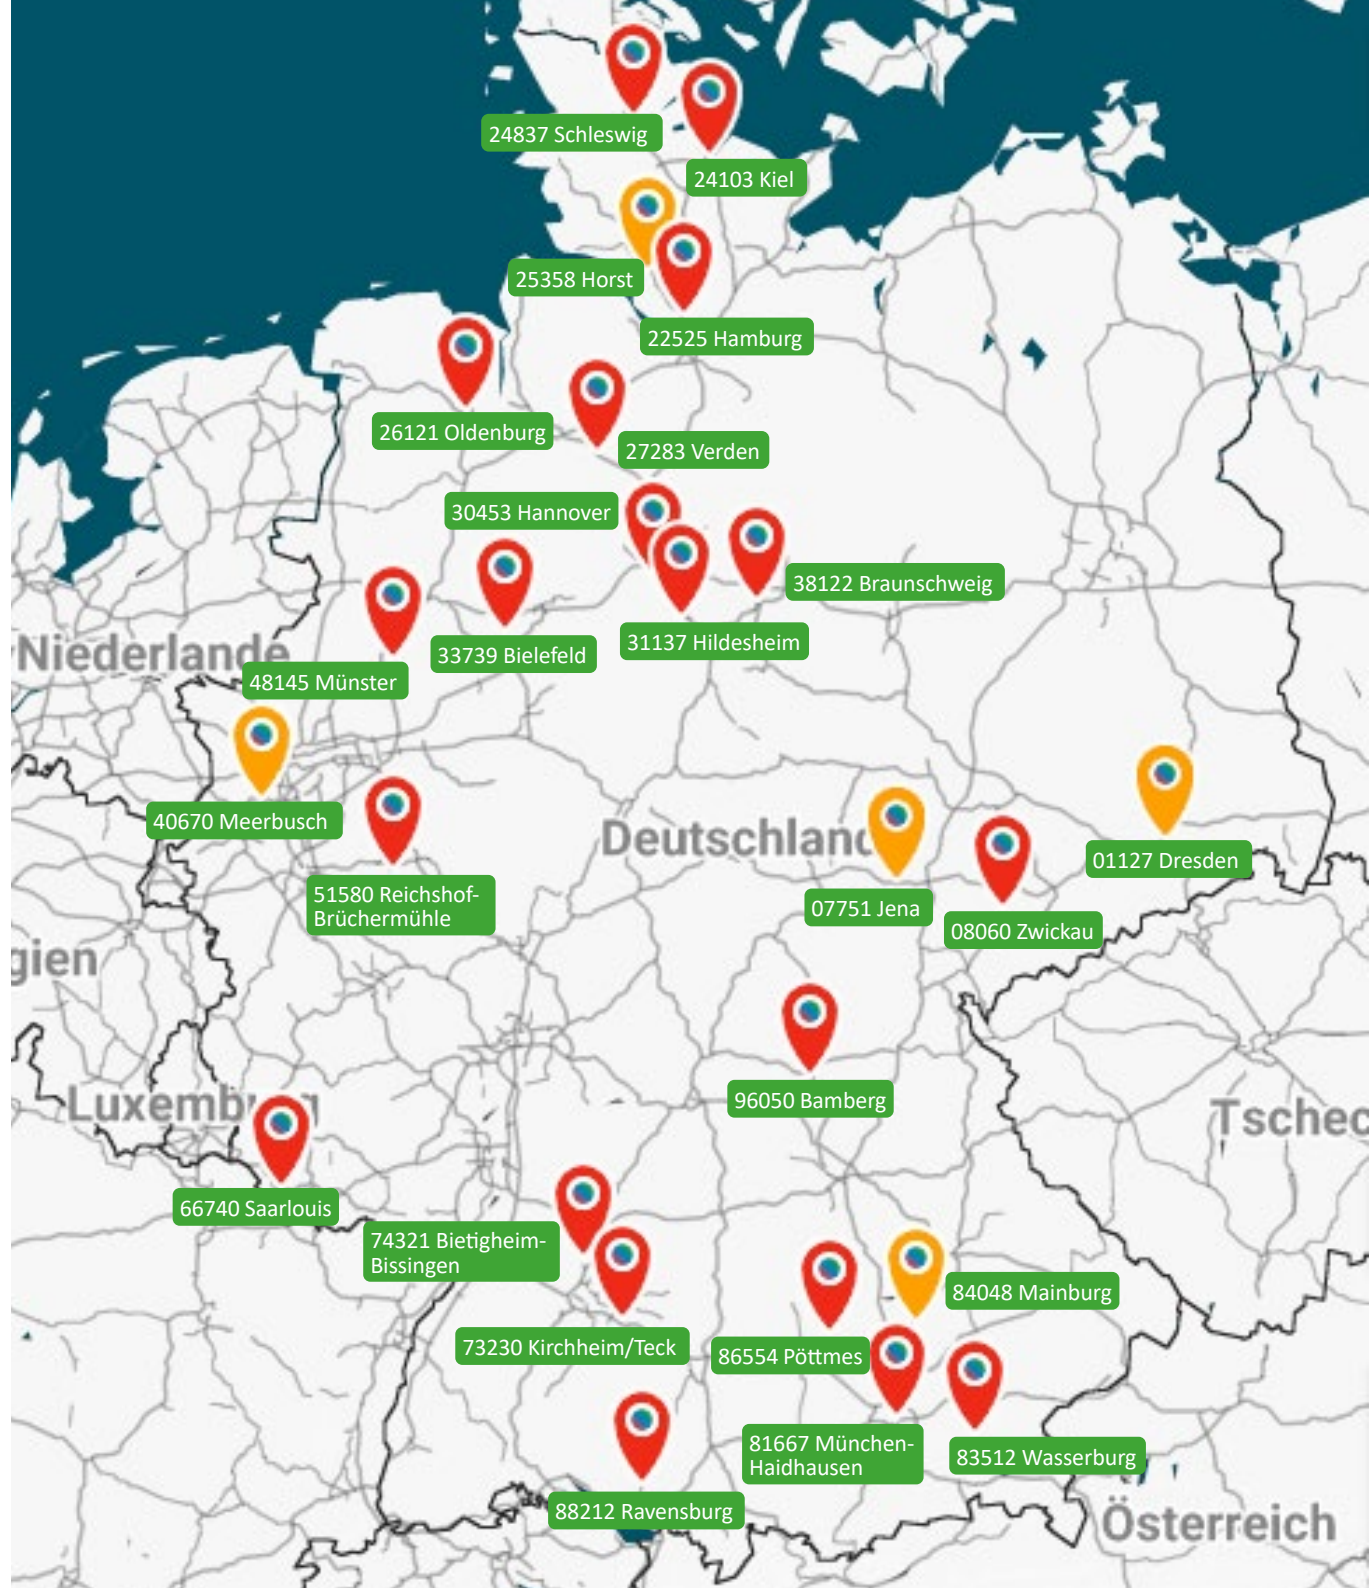 24837 Schleswig
24103 Kiel
25358 Horst
22525 Hamburg
26121 Oldenburg
27283 Verden
30453 Hannover
38122 Braunschweig
31137 Hildesheim
33739 Bielefeld
Niederlande
48145 Münster
40670 Meerbusch
Deutschland
01127 Dresden
51580 Reichshof-
Brüchermühle
07751 Jena
08060 Zwickau
gien
96050 Bamberg
Luxemburg
Tschec
66740 Saarlouis
74321 Bietigheim-
Bissingen
84048 Mainburg
73230 Kirchheim/Teck
86554 Pöttmes
81667 München-
Haidhausen
83512 Wasserburg
88212 Ravensburg
Österreich